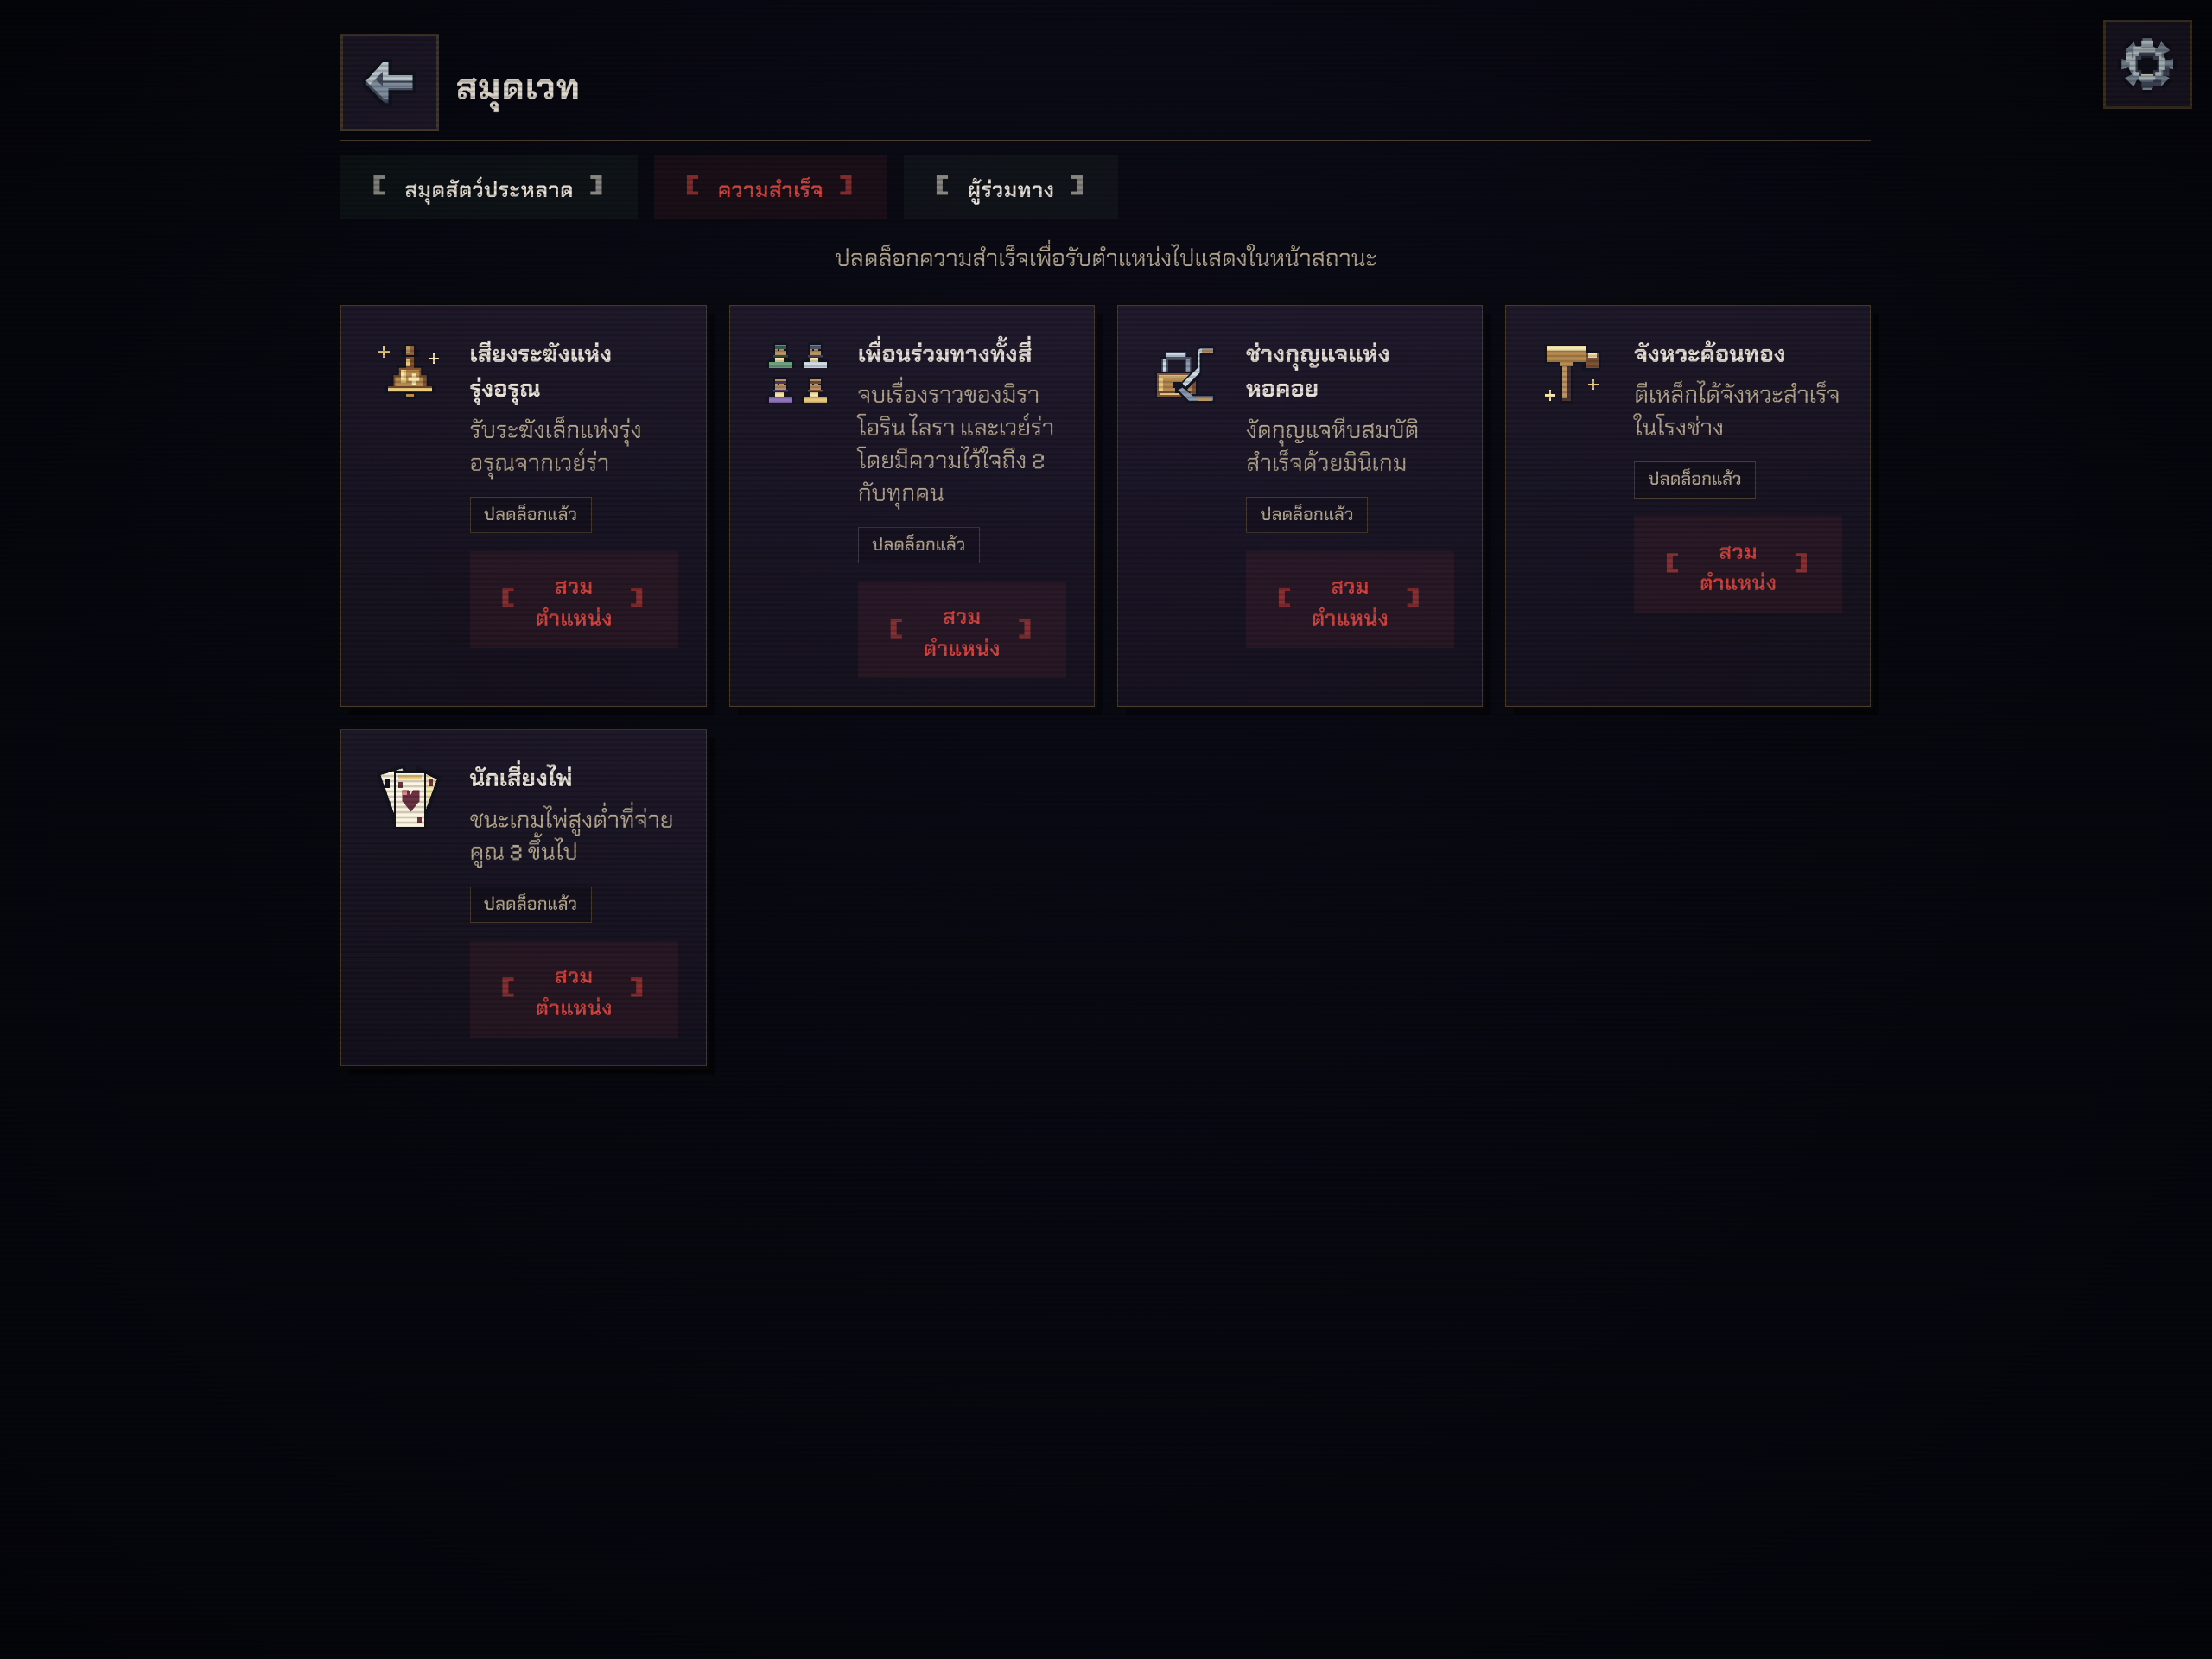 สมุดเวท
[ สมุดสัตว์ประหลาด ] [ ความสำเร็จ ] [ ผู้ร่วมทาง ]
ปลดล็อกความสำเร็จเพื่อรับตำแหน่งไปแสดงในหน้าสถานะ
เสียงระฆังแห่ง
รุ่งอรุณ
รับระฆังเล็กแห่งรุ่ง
อรุณจากเวย์ร่า
ปลดล็อกแล้ว
[ สวม
ตำแหน่ง ]
เพื่อนร่วมทางทั้งสี่
จบเรื่องราวของมิรา
โอริน ไลรา และเวย์ร่า
โดยมีความไว้ใจถึง 2
กับทุกคน
ปลดล็อกแล้ว
[ สวม
ตำแหน่ง ]
ช่างกุญแจแห่ง
หอคอย
งัดกุญแจหีบสมบัติ
สำเร็จด้วยมินิเกม
ปลดล็อกแล้ว
[ สวม
ตำแหน่ง ]
จังหวะค้อนทอง
ตีเหล็กได้จังหวะสำเร็จ
ในโรงช่าง
ปลดล็อกแล้ว
[ สวม
ตำแหน่ง ]
นักเสี่ยงไพ่
ชนะเกมไพ่สูงต่ำที่จ่าย
คูณ 3 ขึ้นไป
ปลดล็อกแล้ว
[ สวม
ตำแหน่ง ]